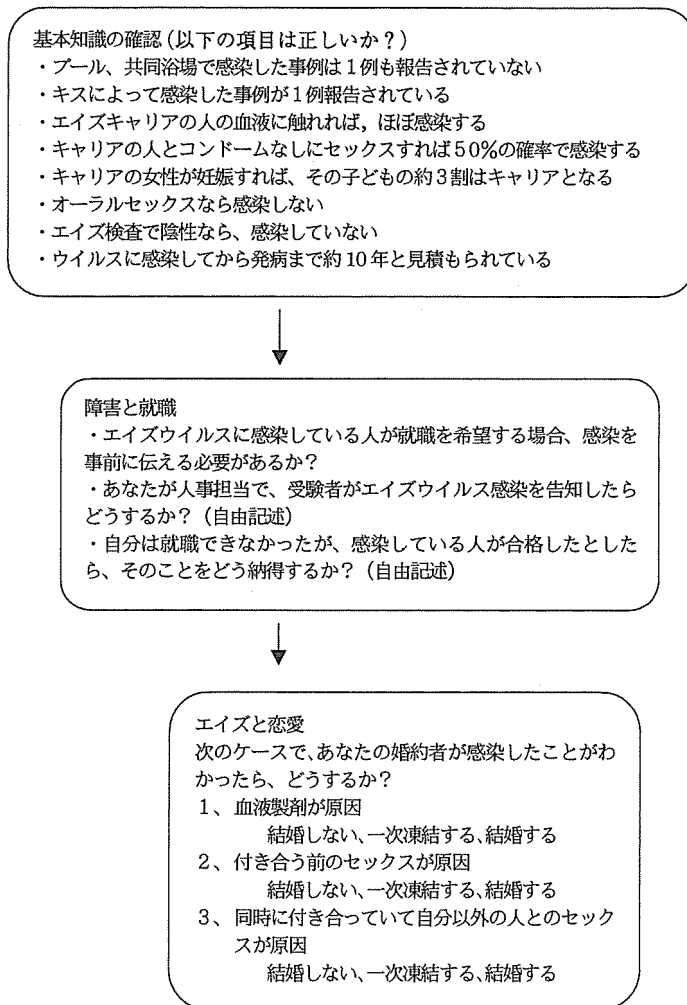 基本知識の確認(以下の項目は正しいか?)
・プール、共同浴場で感染した事例は1例も報告されていない
・キスによって感染した事例が1例報告されている
・エイズキャリアの人の血液に触れれば,ほぼ感染する
・キャリアの人とコンドームなしにセックスすれば50%の確率で感染する
・キャリアの女性が妊娠すれば、その子どもの約3割はキャリアとなる
・オーラルセックスなら感染しない
・エイズ検査で陰性なら、感染していない
・ウイルスに感染してから発病まで約10年と見積もられている
障害と就職
・エイズウイルスに感染している人が就職を希望する場合、感染を
事前に伝える必要があるか?
・あなたが人事担当で、受験者がエイズウイルス感染を告知したら
どうするか?(自由記述)
・自分は就職できなかったが、感染している人が合格したとした
ら、そのことをどう納得するか?(自由記述)
エイズと恋愛
次のケースで、あなたの婚約者が感染したことがわ
かったら、どうするか?
1、血液製剤が原因
結婚しない、一次凍結する、結婚する
2、付き合う前のセックスが原因
結婚しない、一次凍結する、結婚する
3、同時に付き合っていて自分以外の人とのセック
スが原因
結婚しない、一次凍結する、結婚する